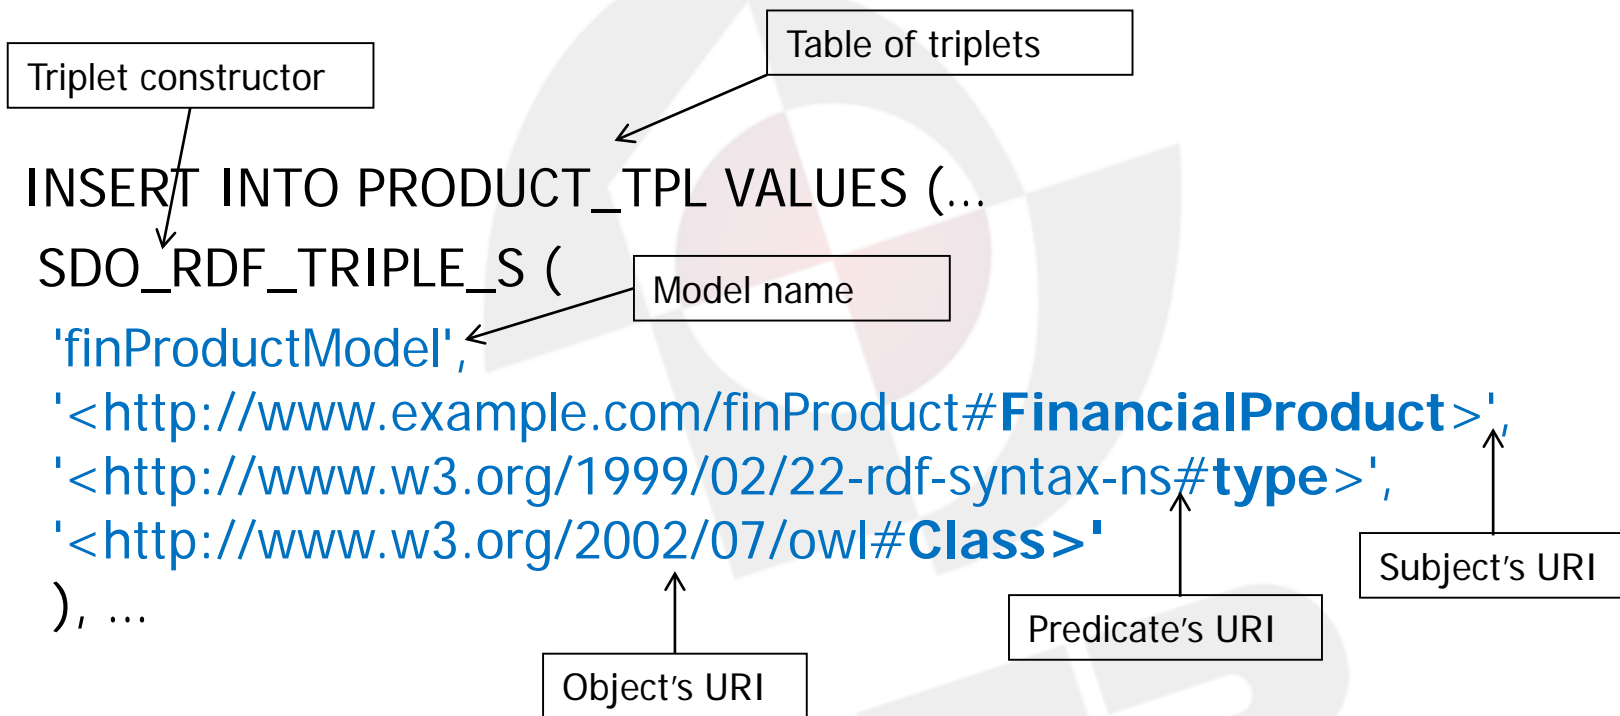 Table of triplets
Triplet constructor
INSERT INTO PRODUCT_TPL VALUES (...
SDO_RDF_TRIPLE_S (
Model name
'finProductModel',
'<http://www.example.com/finProduct#FinancialProduct>',
'<http://www.w3.org/1999/02/22-rdf-syntax-ns#type>',
'<http://www.w3.org/2002/07/owl#Class>'
Subject's URI
), ...
Predicate's URI
Object's URI